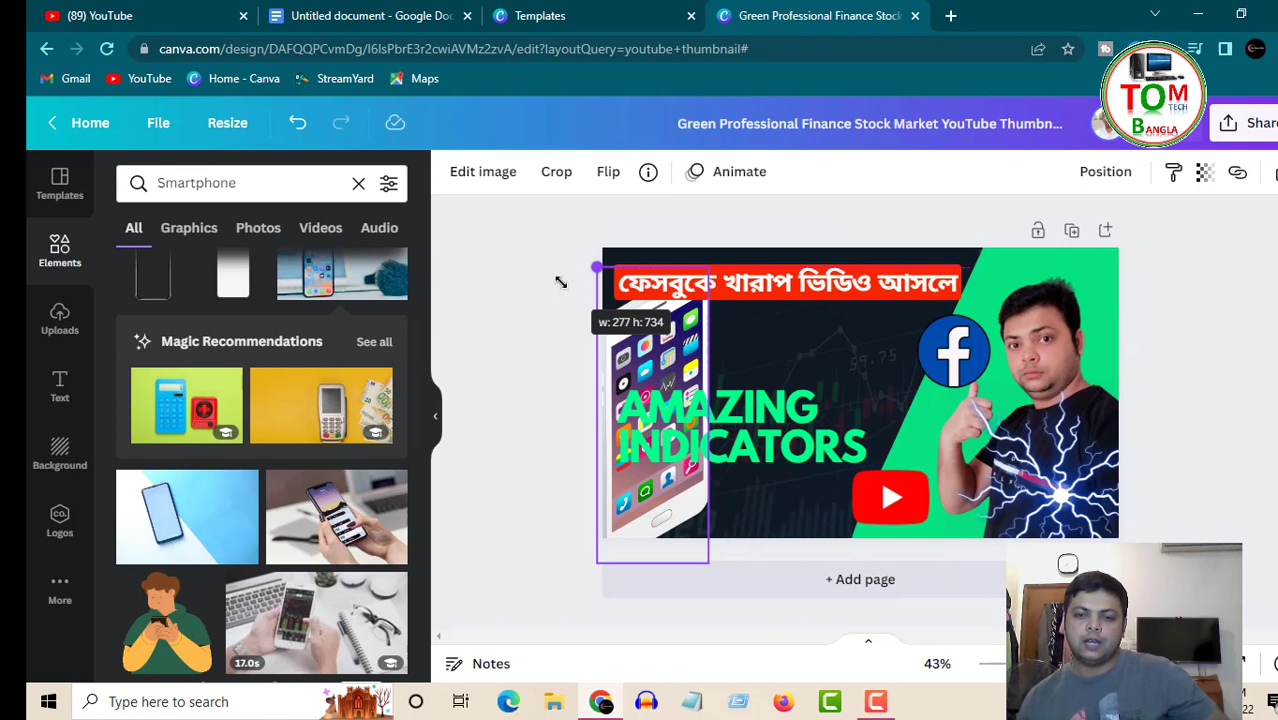 (89) YouTube
Untitled document - Google Doc
Templates
Green Professional Finance Stock
canva.com/design/DAFQQPCvmDg/I6IsPbrE3r2cwiAVMz2zvA/edit?layoutQuery=youtube+thumbnail#
Gmail
YouTube
Home - Canva
StreamYard
Maps
TOM
TECH
BANGLA
Home
File
Resize
Green Professional Finance Stock Market YouTube Thumbn...
Share
Templates
Elements
Uploads
Text
Background
Logos
More
Smartphone
All
Graphics
Photos
Videos
Audio
Magic Recommendations
See all
17.0s
Edit image
Crop
Flip
Animate
Position
ফেসবুকে খারাপ ভিডিও আসলে
w: 277 h: 734
59.75
AMAZING
INDICATORS
+ Add page
Notes
43%
Type here to search